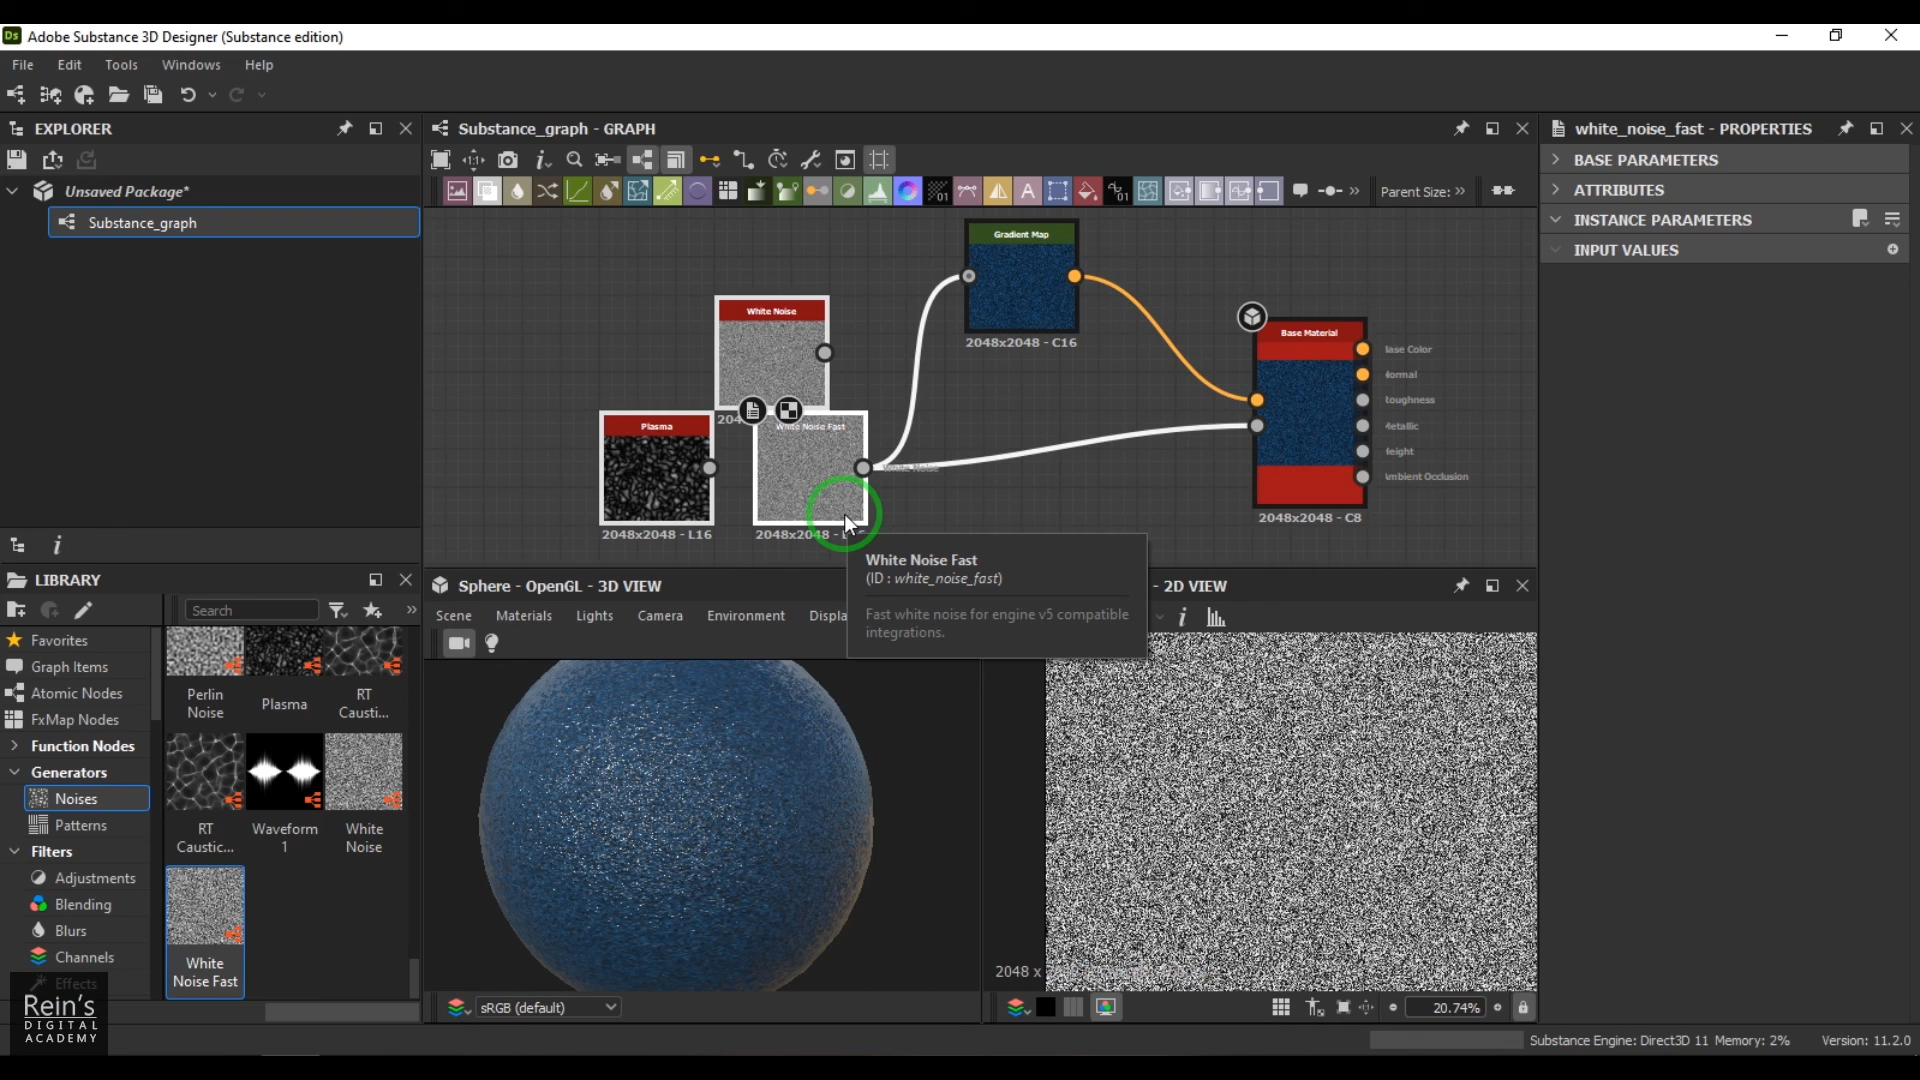 Ds Adobe Substance 3D Designer (Substance edition)
File Edit Tools Windows Help
EXPLORER
Unsaved Package*
Substance_graph
Substance_graph - GRAPH
Parent Size: >>
White Noise
Plasma
2048x2048 - L16
White Noise Fast
2048x2048 -
Gradient Map
2048x2048 - C16
Base Material
2048x2048 - C8
Metallic
White Noise Fast
(ID : white_noise_fast)
Fast white noise for engine v5 compatible
integrations.
white_noise_fast - PROPERTIES
BASE PARAMETERS
ATTRIBUTES
INSTANCE PARAMETERS
INPUT VALUES
LIBRARY
Search
Favorites
Graph Items
Atomic Nodes
FxMap Nodes
Function Nodes
Generators
Noises
Patterns
Filters
Adjustments
Blending
Blurs
Channels
Effects
Perlin
Noise
Plasma
RT
Causti...
RT
Caustic...
Waveform
1
White
Noise
White
Noise Fast
Sphere - OpenGL - 3D VIEW
Scene Materials Lights Camera Environment Displa
sRGB (default)
- 2D VIEW
2048 x
20.74%
Substance Engine: Direct3D 11 Memory: 2% Version: 11.2.0
Rein's
DIGITAL
ACADEMY